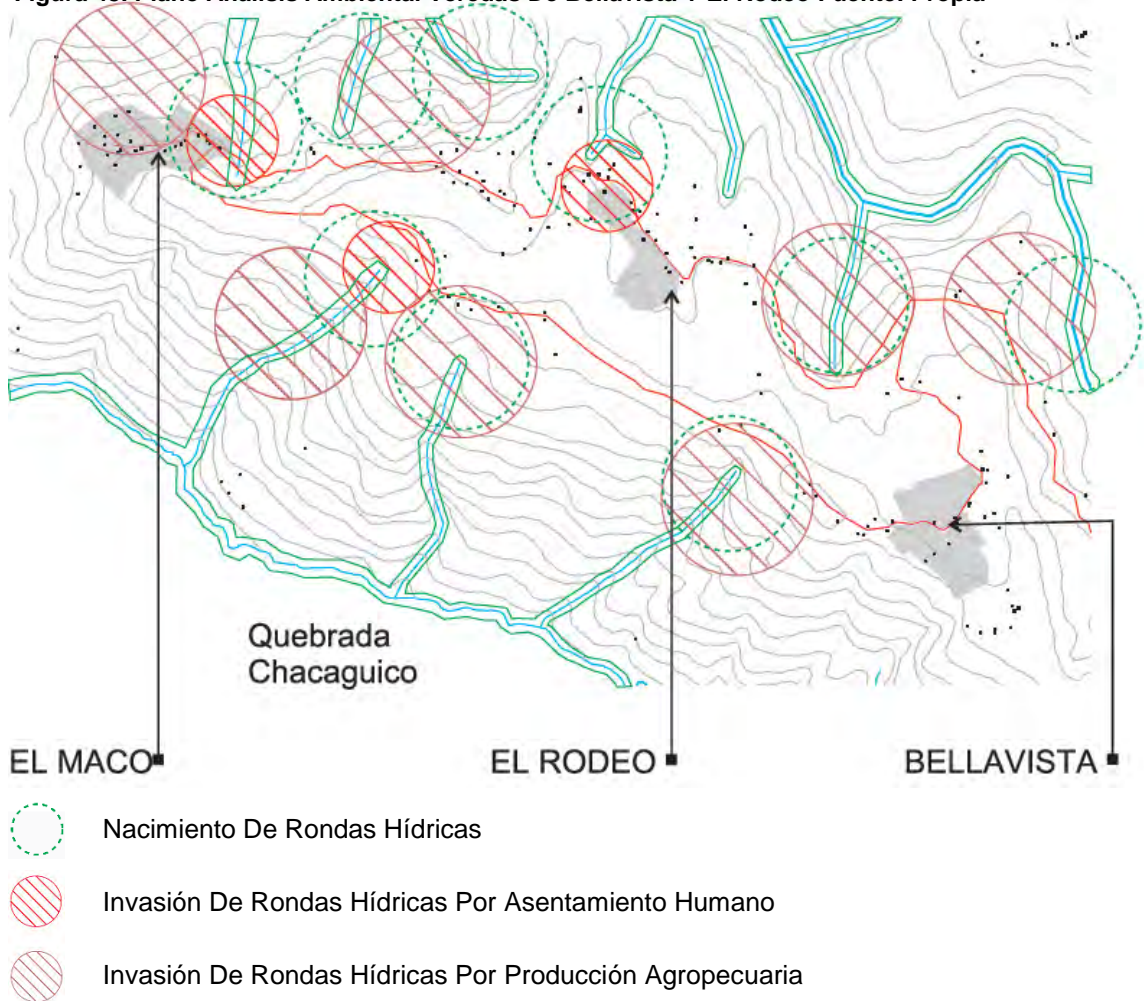 Quebrada
Chacaguico
EL MACO
EL RODEO
BELLAVISTA
Nacimiento De Rondas Hídricas
Invasión De Rondas Hídricas Por Asentamiento Humano
Invasión De Rondas Hídricas Por Producción Agropecuaria